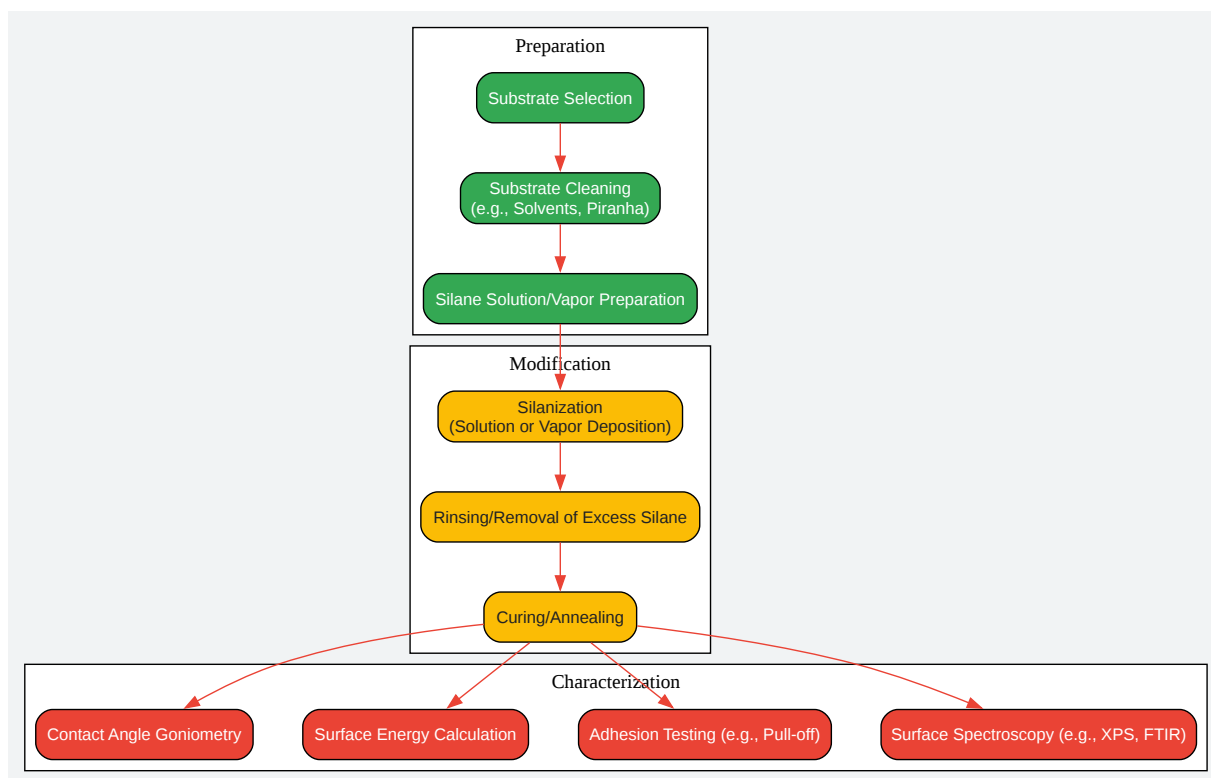 Preparation
Substrate Selection
Substrate Cleaning
(e.g., Solvents, Piranha)
Silane Solution/Vapor Preparation
Modification
Silanization
(Solution or Vapor Deposition)
Rinsing/Removal of Excess Silane
Curing/Annealing
Characterization
Contact Angle Goniometry
Surface Energy Calculation
Adhesion Testing (e.g., Pull-off)
Surface Spectroscopy (e.g., XPS, FTIR)